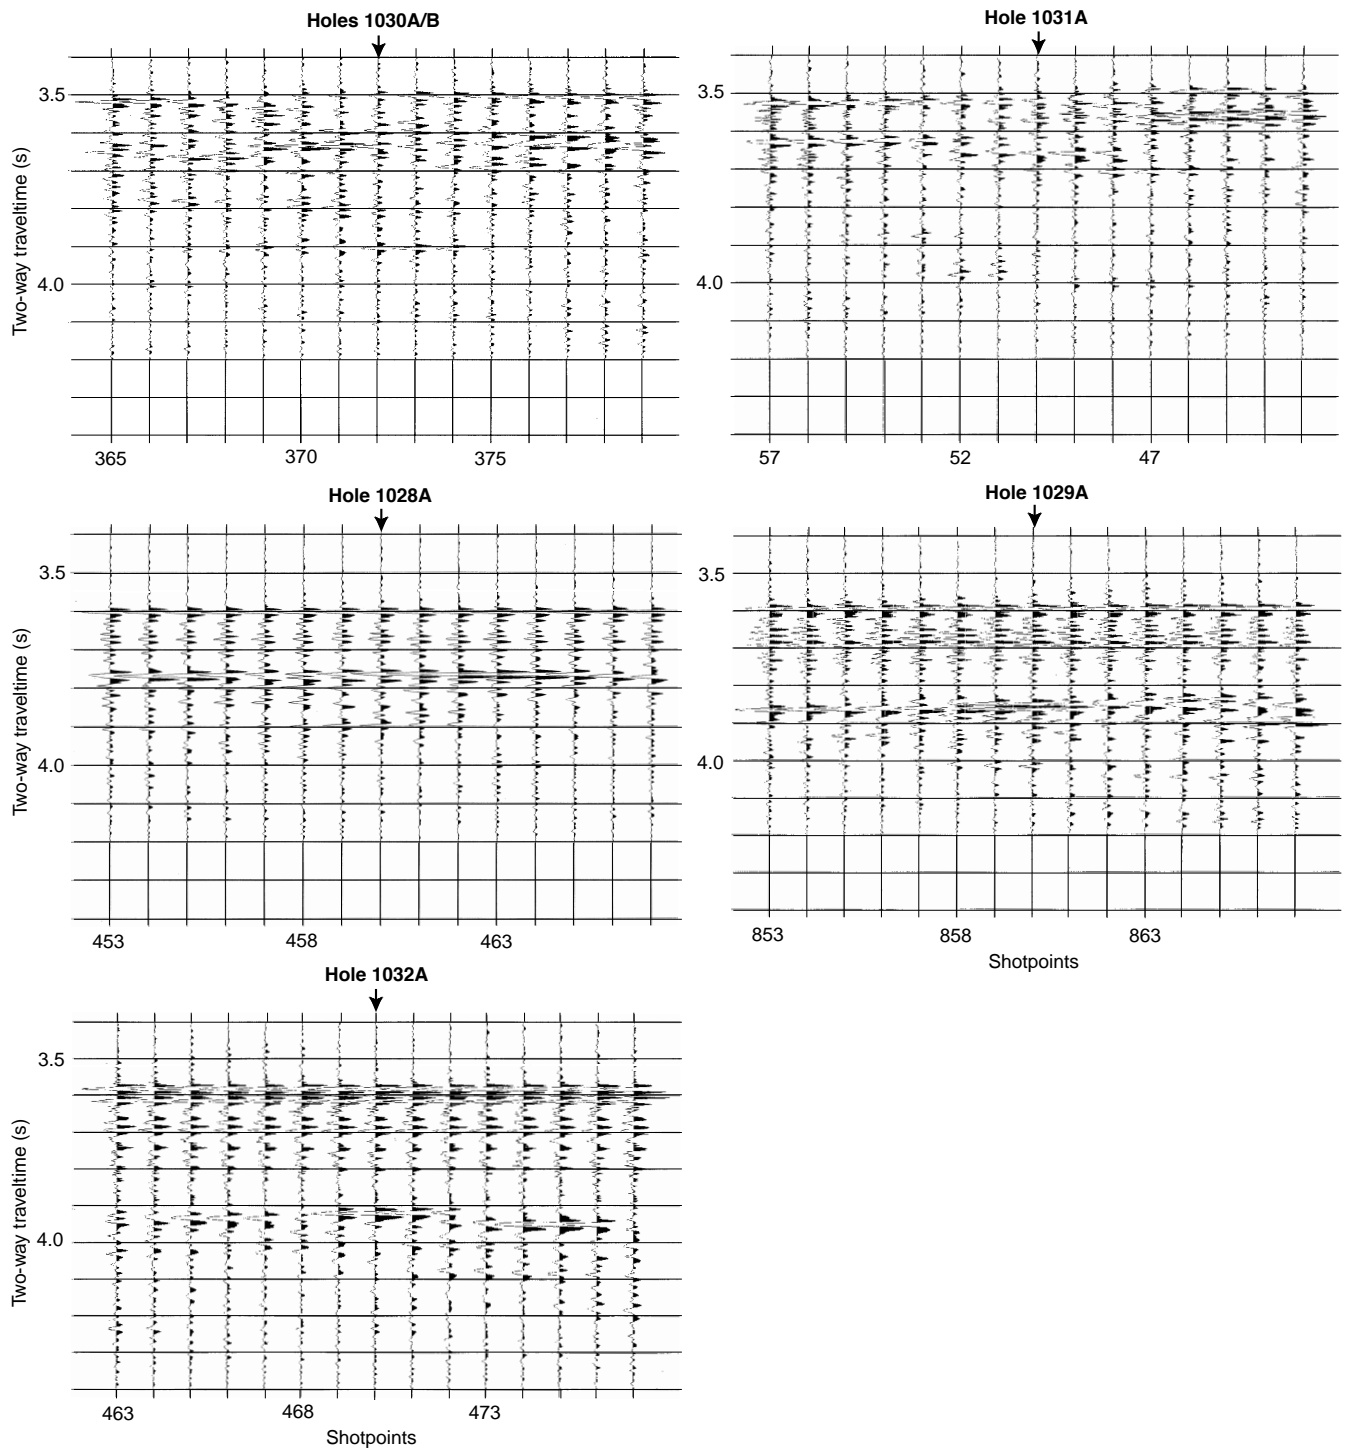 Holes 1030A/B
Two-way traveltime (s)
3.5
4.0
365
370
375
Hole 1031A
3.5
4.0
57
52
47
Hole 1028A
Two-way traveltime (s)
3.5
4.0
453
458
463
Hole 1029A
3.5
4.0
853
858
863
Shotpoints
Hole 1032A
Two-way traveltime (s)
3.5
4.0
463
468
473
Shotpoints